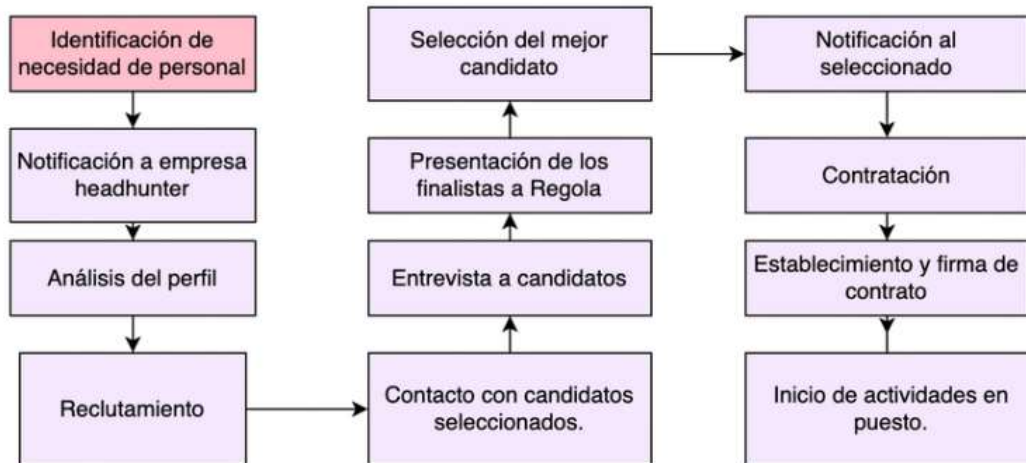 Identificación de
necesidad de personal
Notificación a empresa
headhunter
Análisis del perfil
Reclutamiento
Contacto con candidatos
seleccionados.
Entrevista a candidatos
Presentación de los
finalistas a Regola
Selección del mejor
candidato
Notificación al
seleccionado
Contratación
Establecimiento y firma de
contrato
Inicio de actividades en
puesto.